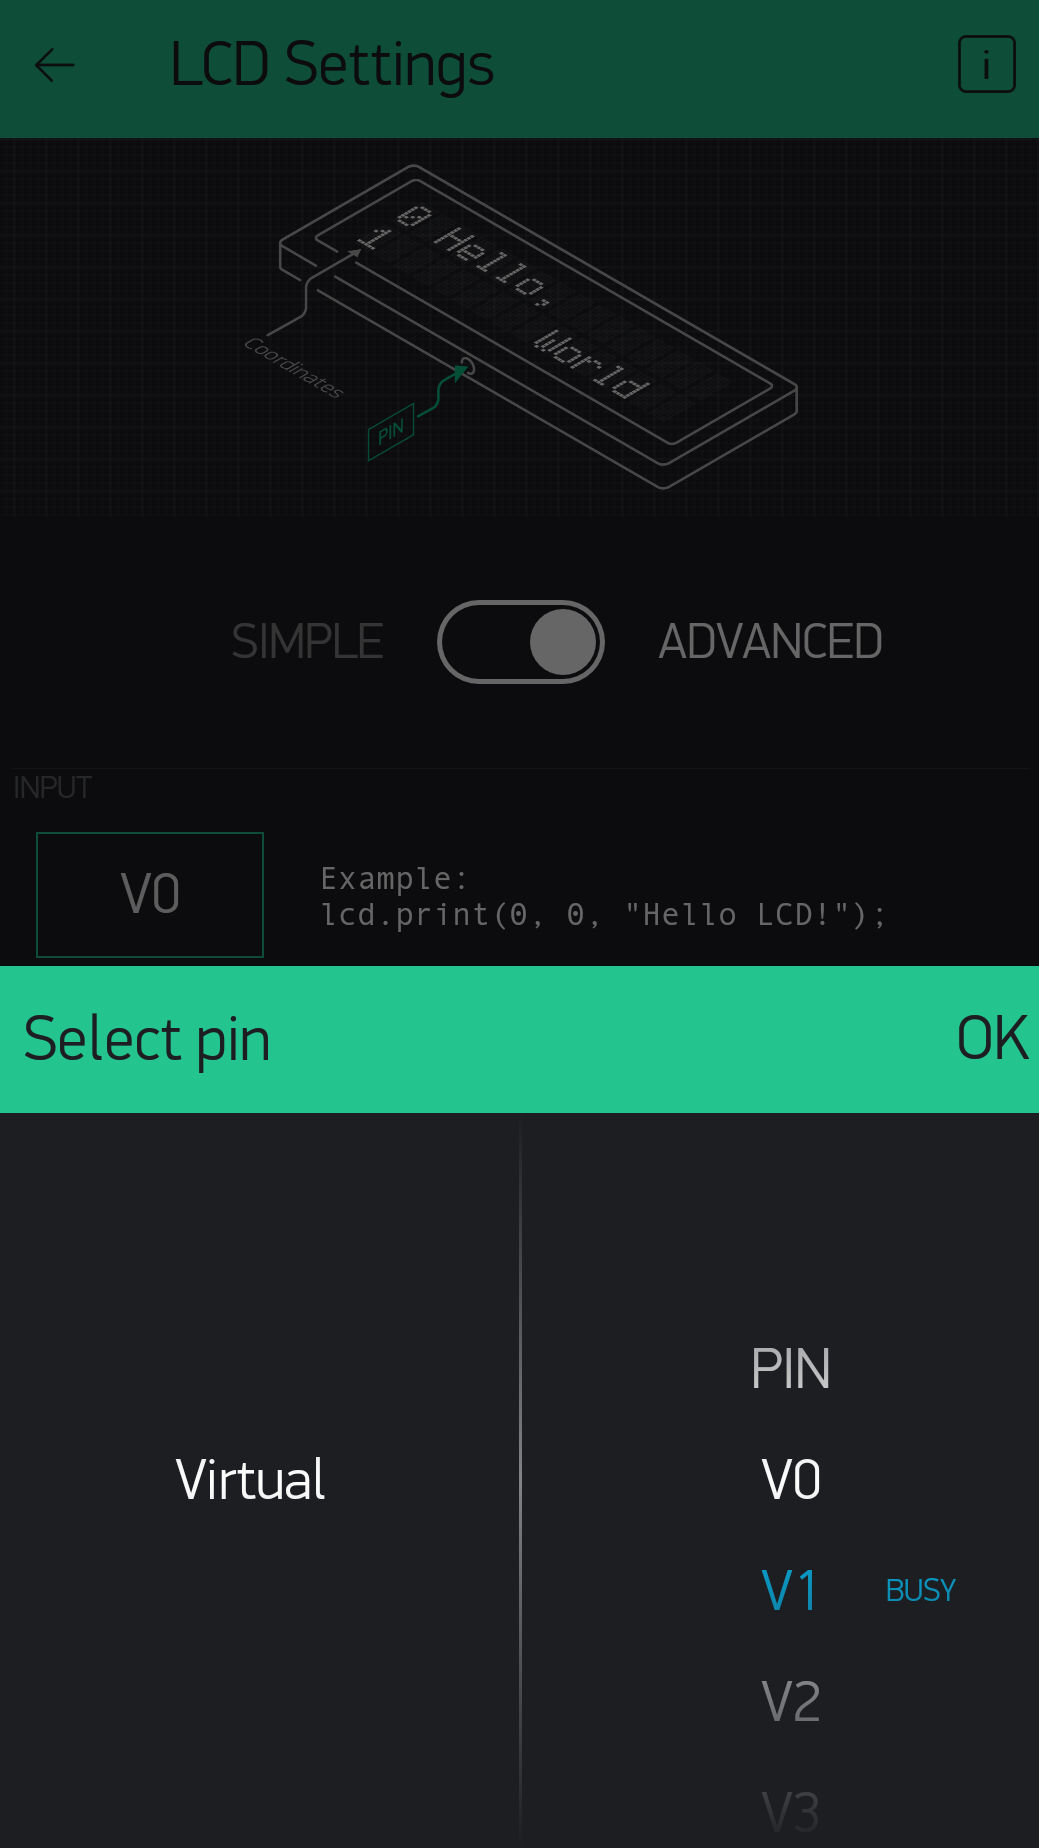 LCD Settings
i
0 Hello,
1 World
Coordinates
PIN
SIMPLE ADVANCED
INPUT
V0
Example:
lcd.print(0, 0, "Hello LCD!");
Select pin OK
PIN
Virtual V0
V1 BUSY
V2
V3